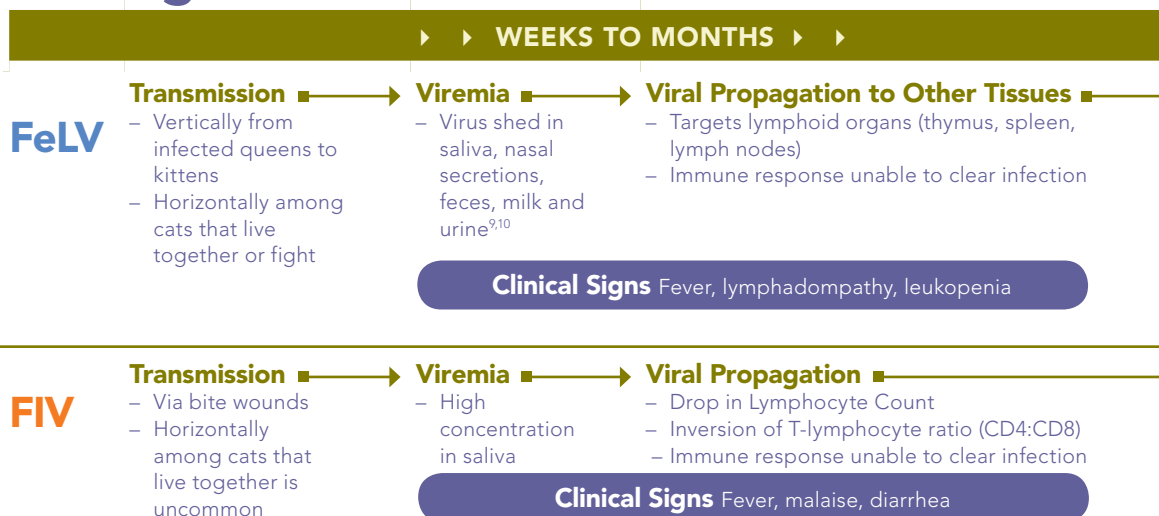 WEEKS TO MONTHS
FeLV
Transmission
– Vertically from
infected queens to
kittens
– Horizontally among
cats that live
together or fight
Viremia
– Virus shed in
saliva, nasal
secretions,
feces, milk and
urine9,10
Viral Propagation to Other Tissues
– Targets lymphoid organs (thymus, spleen,
lymph nodes)
– Immune response unable to clear infection
Clinical Signs Fever, lymphadompathy, leukopenia
FIV
Transmission
– Via bite wounds
– Horizontally
among cats that
live together is
uncommon
Viremia
– High
concentration
in saliva
Viral Propagation
– Drop in Lymphocyte Count
– Inversion of T-lymphocyte ratio (CD4:CD8)
– Immune response unable to clear infection
Clinical Signs Fever, malaise, diarrhea